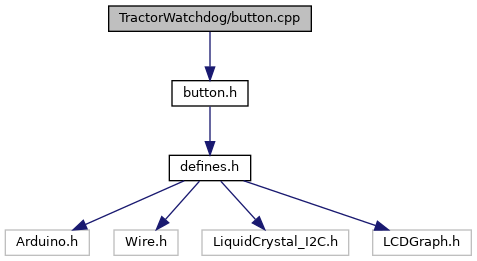 TractorWatchdog/button.cpp
button.h
defines.h
Arduino.h
Wire.h
LiquidCrystal_I2C.h
LCDGraph.h